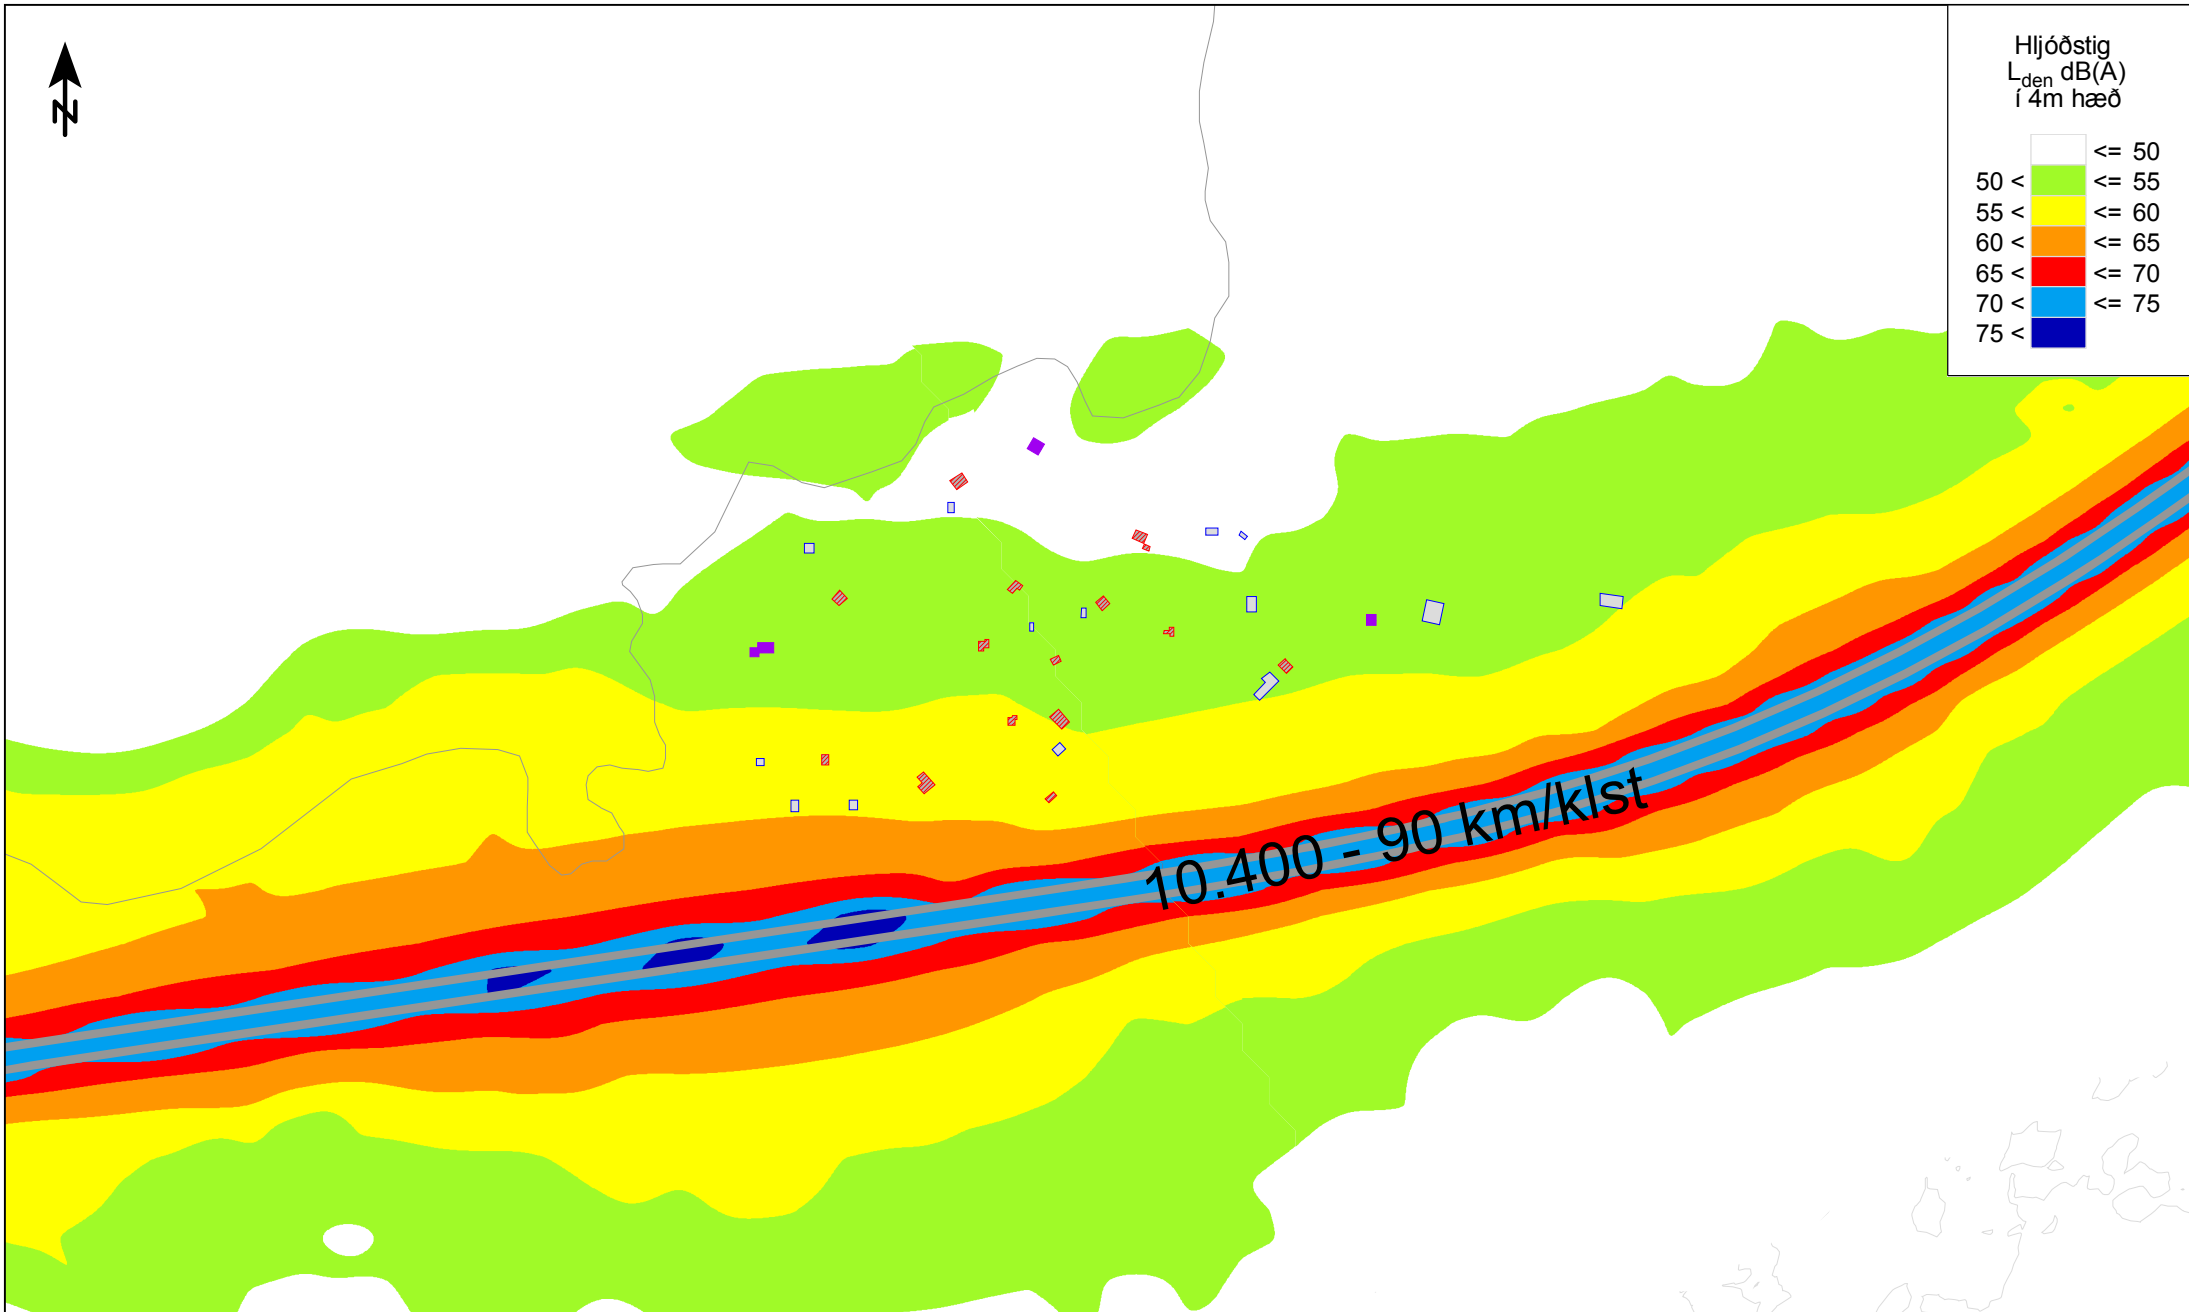 N
Hljóðstig
Lden dB(A)
í 4m hæð
<= 50
50 < <= 55
55 < <= 60
60 < <= 65
65 < <= 70
70 < <= 75
75 <
10.400 - 90 km/klst